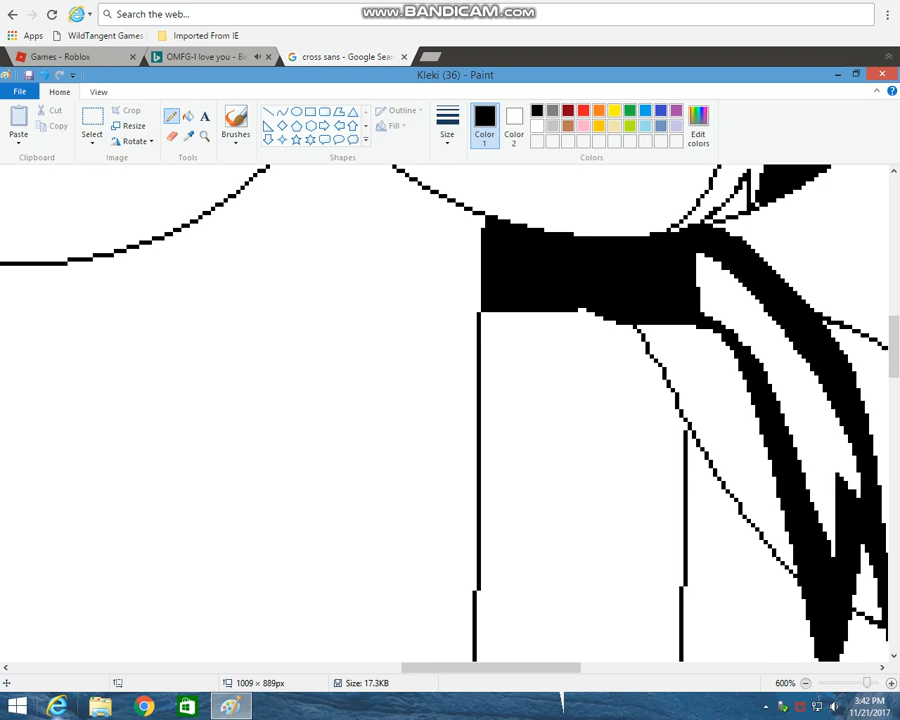 WWW.BANDICAM.COM
Search the web...
Apps WildTangent Games Imported From IE
Games - Roblox OMFG-I love you - Bi cross sans - Google Sear
Kleki (36) - Paint
File Home View
Cut Crop Outline
Copy Resize Fill
Rotate
Paste Select Brushes Size Color 1 Color 2 Edit colors
Clipboard Image Tools Shapes Colors
1009 × 889px Size: 17.3KB 600%
3:42 PM
11/21/2017